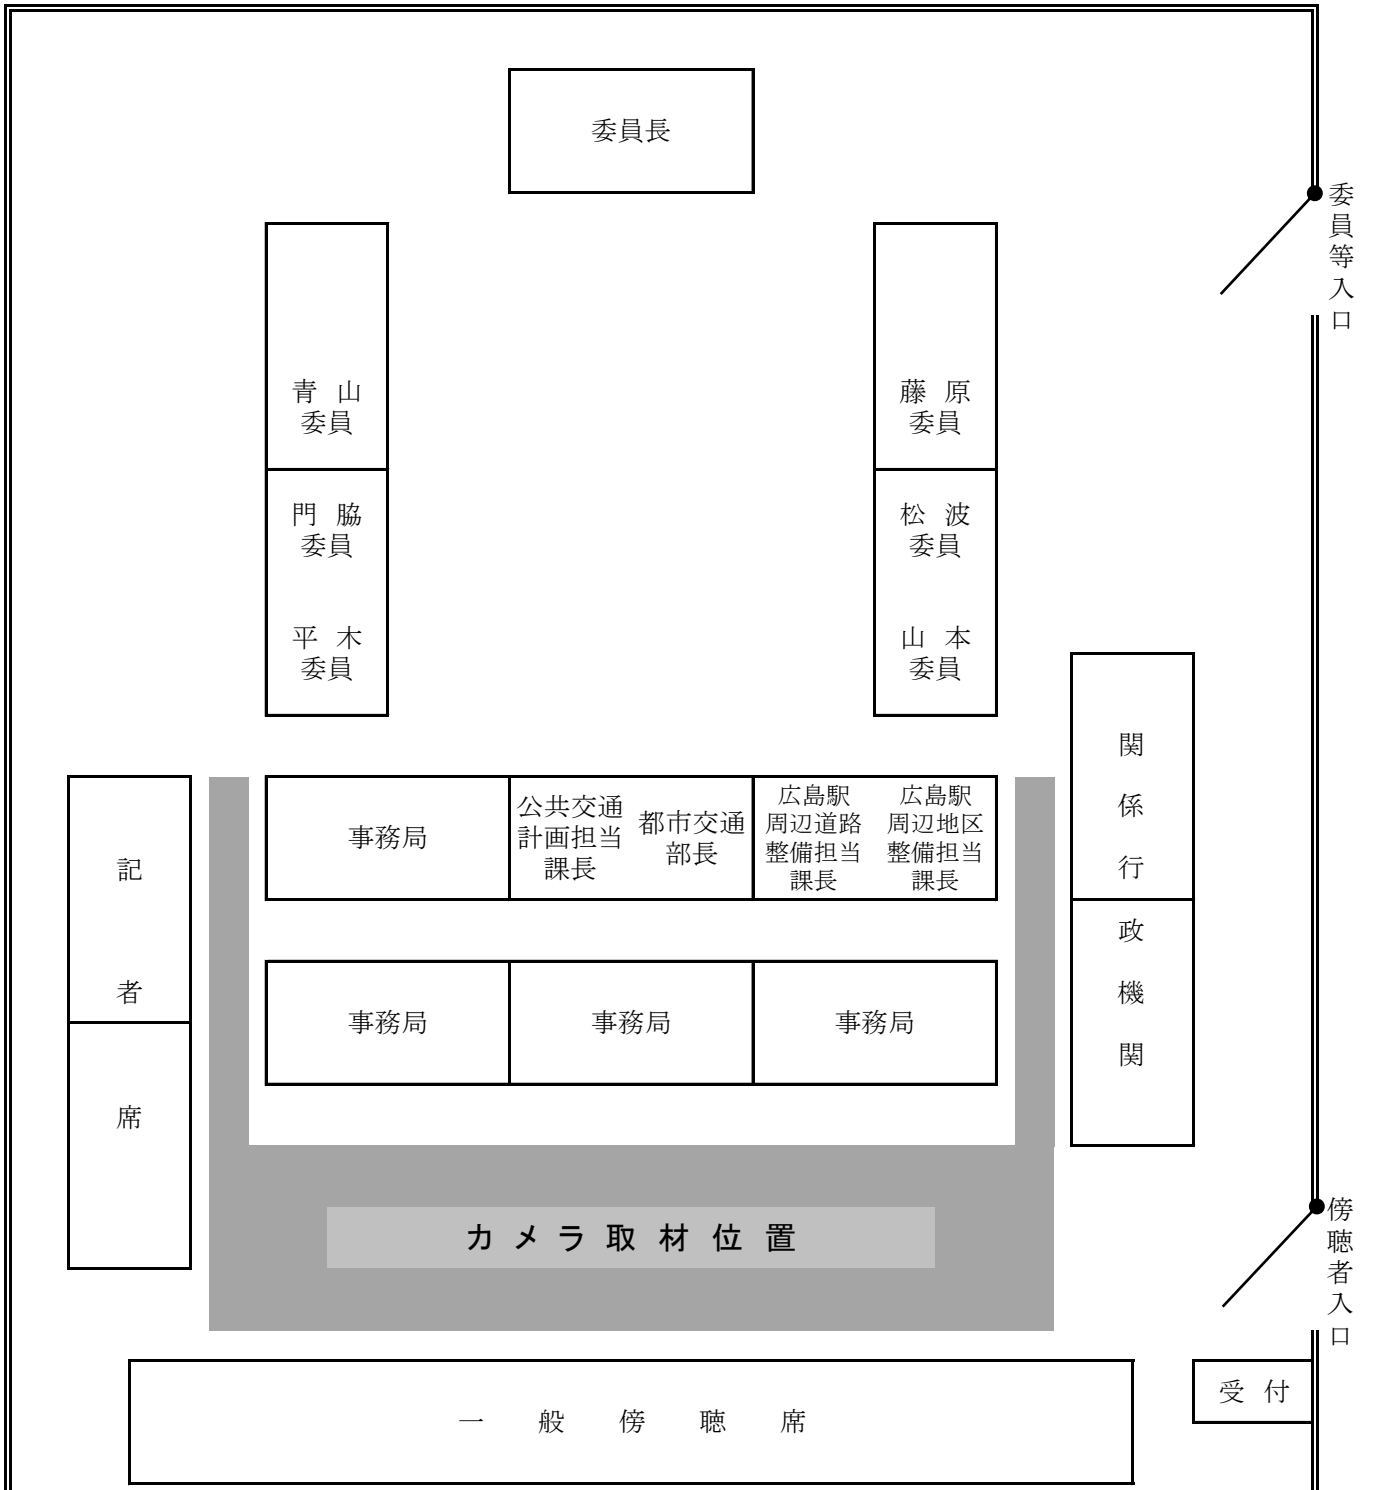 委員長
委員等入口
青 山
委員
藤 原
委員
門 脇
委員
松 波
委員
平 木
委員
山 本
委員
関係行政機関
記者席
事務局
公共交通
計画担当
課長
都市交通
部長
広島駅
周辺道路
整備担当
課長
広島駅
周辺地区
整備担当
課長
事務局
事務局
事務局
カメラ取材位置
傍聴者入口
受 付
一 般 傍 聴 席